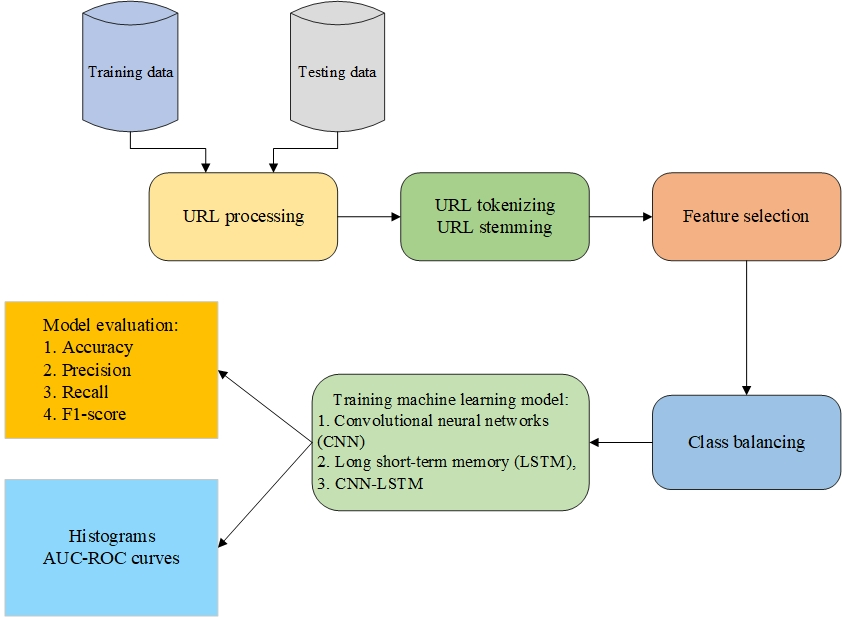 Training data
Testing data
URL processing
URL tokenizing
URL stemming
Feature selection
Model evaluation:
1. Accuracy
2. Precision
3. Recall
4. F1-score
Training machine learning model:
1. Convolutional neural networks
(CNN)
2. Long short-term memory (LSTM),
3. CNN-LSTM
Class balancing
Histograms
AUC-ROC curves